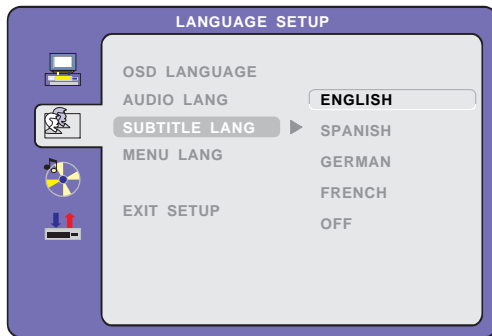 LANGUAGE SETUP
OSD LANGUAGE
AUDIO LANG
SUBTITLE LANG
MENU LANG
EXIT SETUP
ENGLISH
SPANISH
GERMAN
FRENCH
OFF